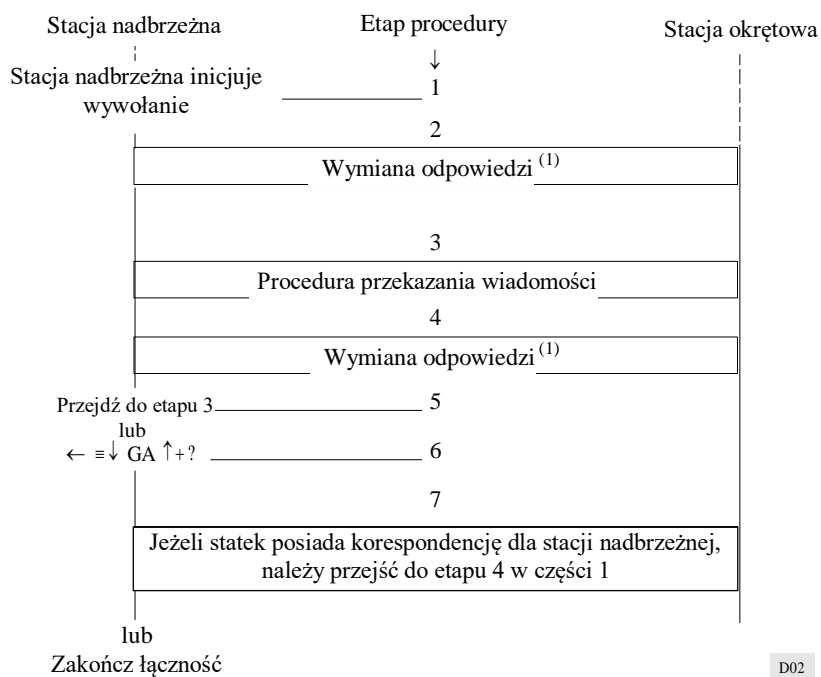 Stacja nadbrzeżna
Etap procedury
Stacja okrętowa
↓
Stacja nadbrzeżna inicjuje
wywołanie
1
2
Wymiana odpowiedzi (1)
3
Procedura przekazania wiadomości
4
Wymiana odpowiedzi (1)
Przejdź do etapu 3
5
lub
← ≡↓ GA ↑+?
6
7
Jeżeli statek posiada korespondencję dla stacji nadbrzeżnej,
należy przejść do etapu 4 w części 1
lub
Zakończ łączność
D02